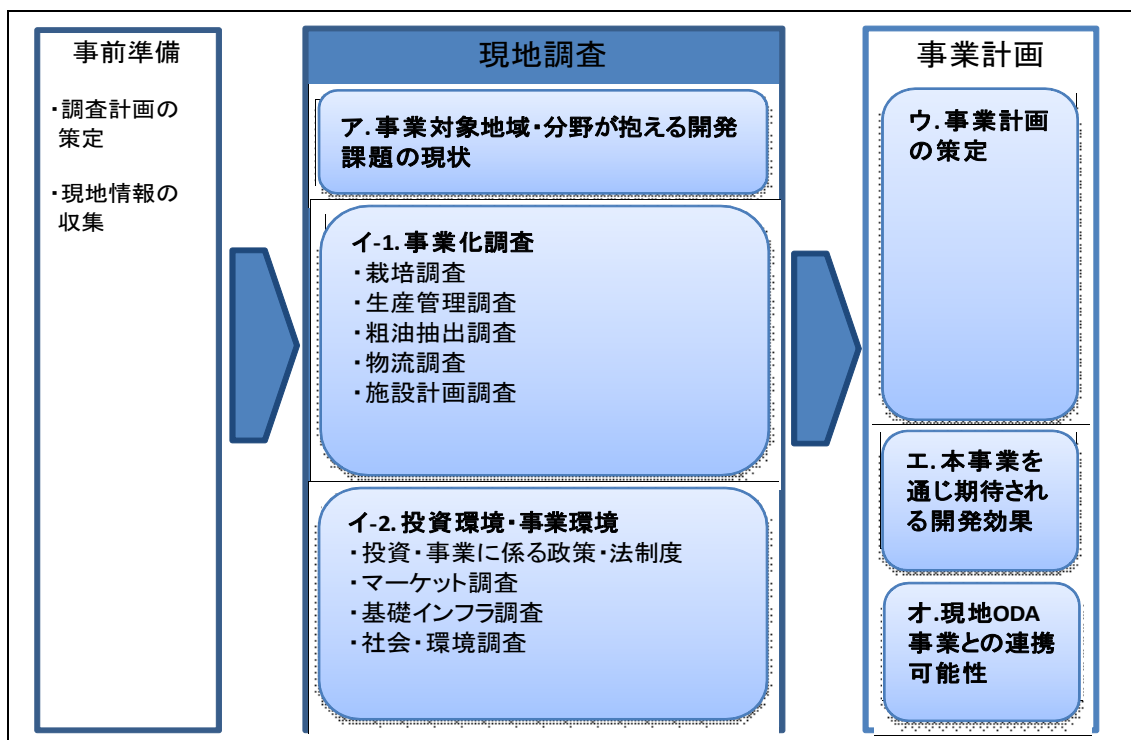 事前準備
・調査計画の
策定
・現地情報の
収集
現地調査
ア.事業対象地域・分野が抱える開発
課題の現状
イ-1.事業化調査
・栽培調査
・生産管理調査
・粗油抽出調査
・物流調査
・施設計画調査
イ-2.投資環境・事業環境
・投資・事業に係る政策・法制度
・マーケット調査
・基礎インフラ調査
・社会・環境調査
事業計画
ウ.事業計画
の策定
エ.本事業を
通じ期待され
る開発効果
オ.現地ODA
事業との連携
可能性